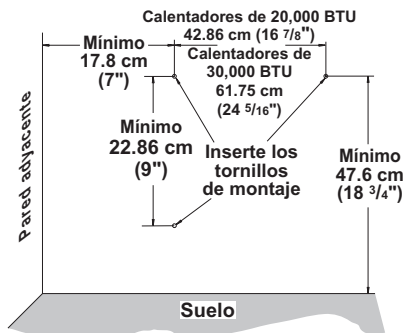 Calentadores de 20,000 BTU
42.86 cm (16 7/8")
Calentadores de
30,000 BTU
61.75 cm
(24 5/16")
Mínimo
17.8 cm
(7")
Mínimo
22.86 cm
(9")
Inserte los
tornillos
de montaje
Mínimo
47.6 cm
(18 3/4")
Pared adyacente
Suelo